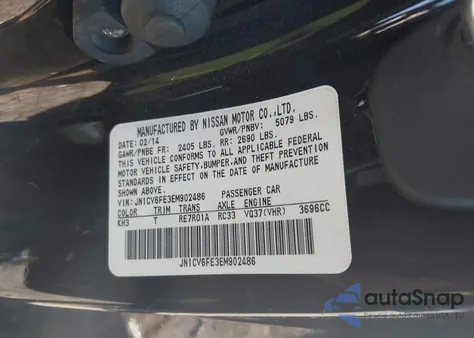 MANUFACTURED BY NISSAN MOTOR CO.,LTD.
DATE: 02/14 GVWR/PNBV: 5079 LBS.
GAWR/PNBE FR: 2405 LBS. RR: 2690 LBS.
THIS VEHICLE CONFORMS TO ALL APPLICABLE FEDERAL
MOTOR VEHICLE SAFETY, BUMPER, AND THEFT PREVENTION
STANDARDS IN EFFECT ON THE DATE OF MANUFACTURE
SHOWN ABOVE.
VIN: JN1CV6FE3EM902486 PASSENGER CAR
COLOR TRIM TRANS AXLE ENGINE
KH3 T RE7R01A RC33 VQ37(VHR) 3696CC
JN1CV6FE3EM902486
autoSnap